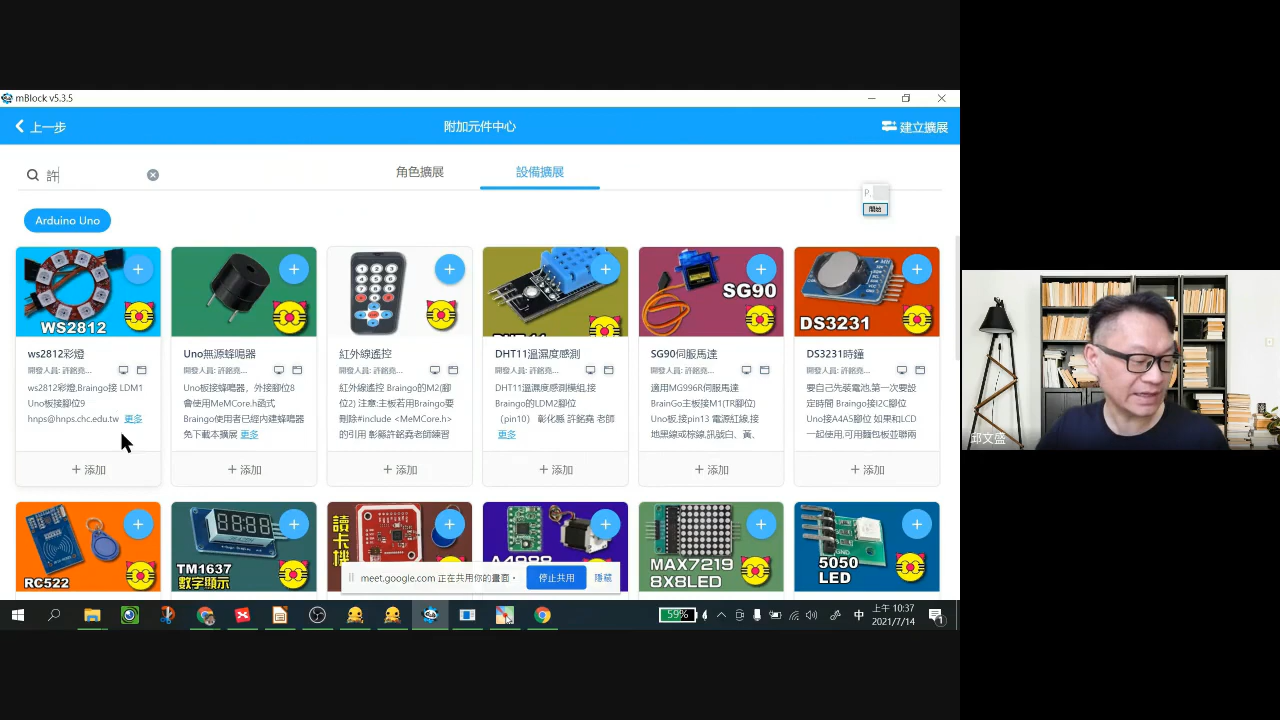 mBlock v5.3.5
上一步
附加元件中心
建立擴展
許
角色擴展
設備擴展
P.
開始
Arduino Uno
WS2812
SG90
DS3231
ws2812彩燈
Uno無源蜂鳴器
紅外線遙控
DHT11溫濕度感測
SG90伺服馬達
DS3231時鐘
開發人員: 許銘堯...
開發人員: 許銘堯...
開發人員: 許銘堯...
開發人員: 許銘堯...
開發人員: 許銘堯...
開發人員: 許銘堯...
ws2812彩燈,Braingo接 LDM1
Uno板接腳位9
hnps@hnps.chc.edu.tw 更多
Uno板接蜂鳴器，外接腳位8
會使用MeMCore.h函式
Braingo使用者已經內建蜂鳴器
免下載本擴展 更多
紅外線遙控 Braingo的M2(腳
位2) 注意:主板若用Braingo要
刪除#include <MeMCore.h>
的引用 彰縣許銘堯老師練習
DHT11溫濕度感測模組,接
Braingo的LDM2腳位
（pin10） 彰化縣 許銘堯 老師
更多
適用MG996R伺服馬達
BrainGo主板接M1(TR腳位)
Uno板,接pin13 電源紅線,接
地黑線或棕線,訊號白、黃、
要自己先裝電池,第一次要設
定時間 Braingo接I2C腳位
Uno接A4A5腳位 如果和LCD
一起使用,可用麵包板並聯兩
+ 添加
+ 添加
+ 添加
+ 添加
+ 添加
+ 添加
RC522
TM1637
數字顯示
讀卡機
A4988
MAX7219
8X8LED
5050
LED
meet.google.com 正在共用你的畫面。
停止共用
隱藏
59%
中
上午 10:37
2021/7/14
1
邱文盛